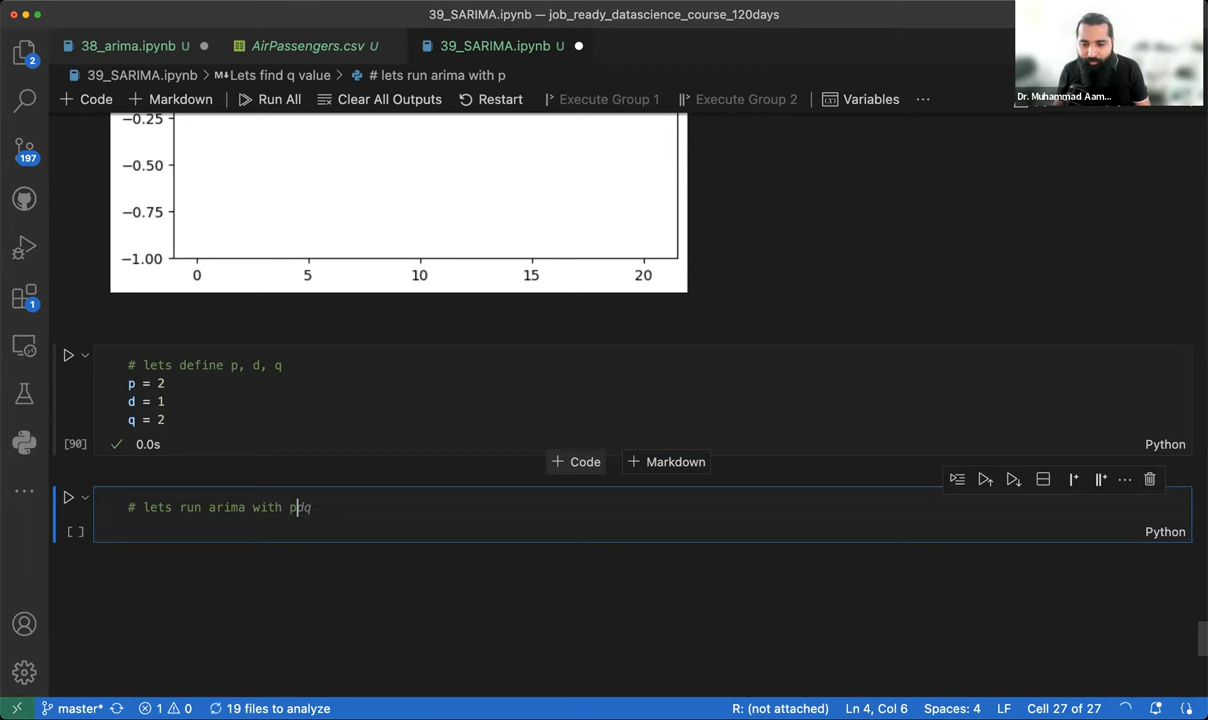 39_SARIMA.ipynb — job_ready_datascience_course_120days
38_arima.ipynb U
AirPassengers.csv U
39_SARIMA.ipynb U
39_SARIMA.ipynb > M↓Lets find q value > # lets run arima with p
+ Code + Markdown Run All Clear All Outputs Restart Execute Group 1 Execute Group 2 Variables ...
Dr. Muhammad Aam...
2
197
1
−0.25
−0.50
−0.75
−1.00
0 5 10 15 20
# lets define p, d, q
p = 2
d = 1
q = 2
[90] 0.0s Python
+ Code + Markdown
# lets run arima with pdq
[ ] Python
master* 1 0 19 files to analyze R: (not attached) Ln 4, Col 6 Spaces: 4 LF Cell 27 of 27